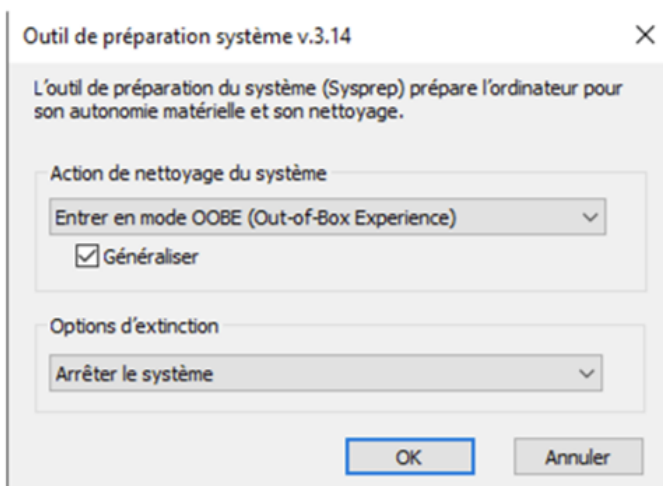 Outil de préparation système v.3.14
L'outil de préparation du système (Sysprep) prépare l'ordinateur pour
son autonomie matérielle et son nettoyage.
Action de nettoyage du système
Entrer en mode OOBE (Out-of-Box Experience)
Généraliser
Options d'extinction
Arrêter le système
OK Annuler